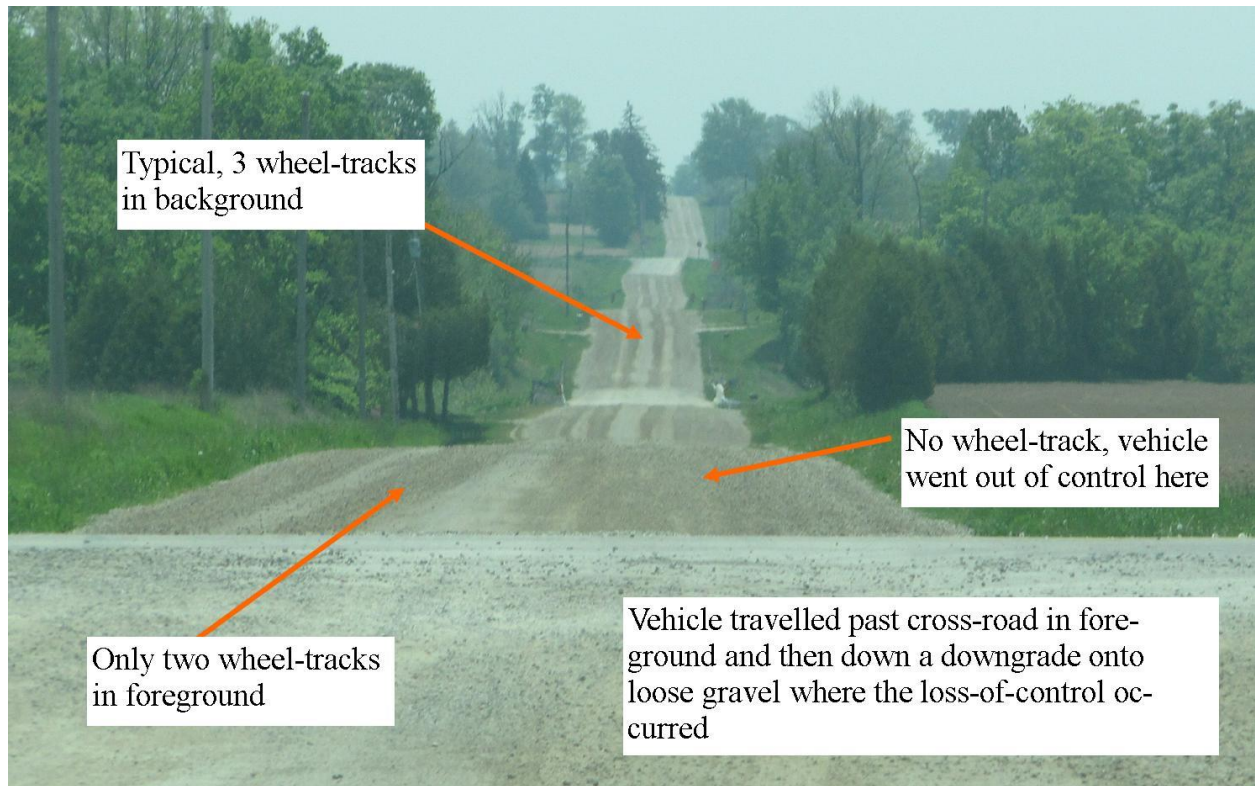 Typical, 3 wheel-tracks
in background
No wheel-track, vehicle
went out of control here
Only two wheel-tracks
in foreground
Vehicle travelled past cross-road in fore-
ground and then down a downgrade onto
loose gravel where the loss-of-control oc-
curred